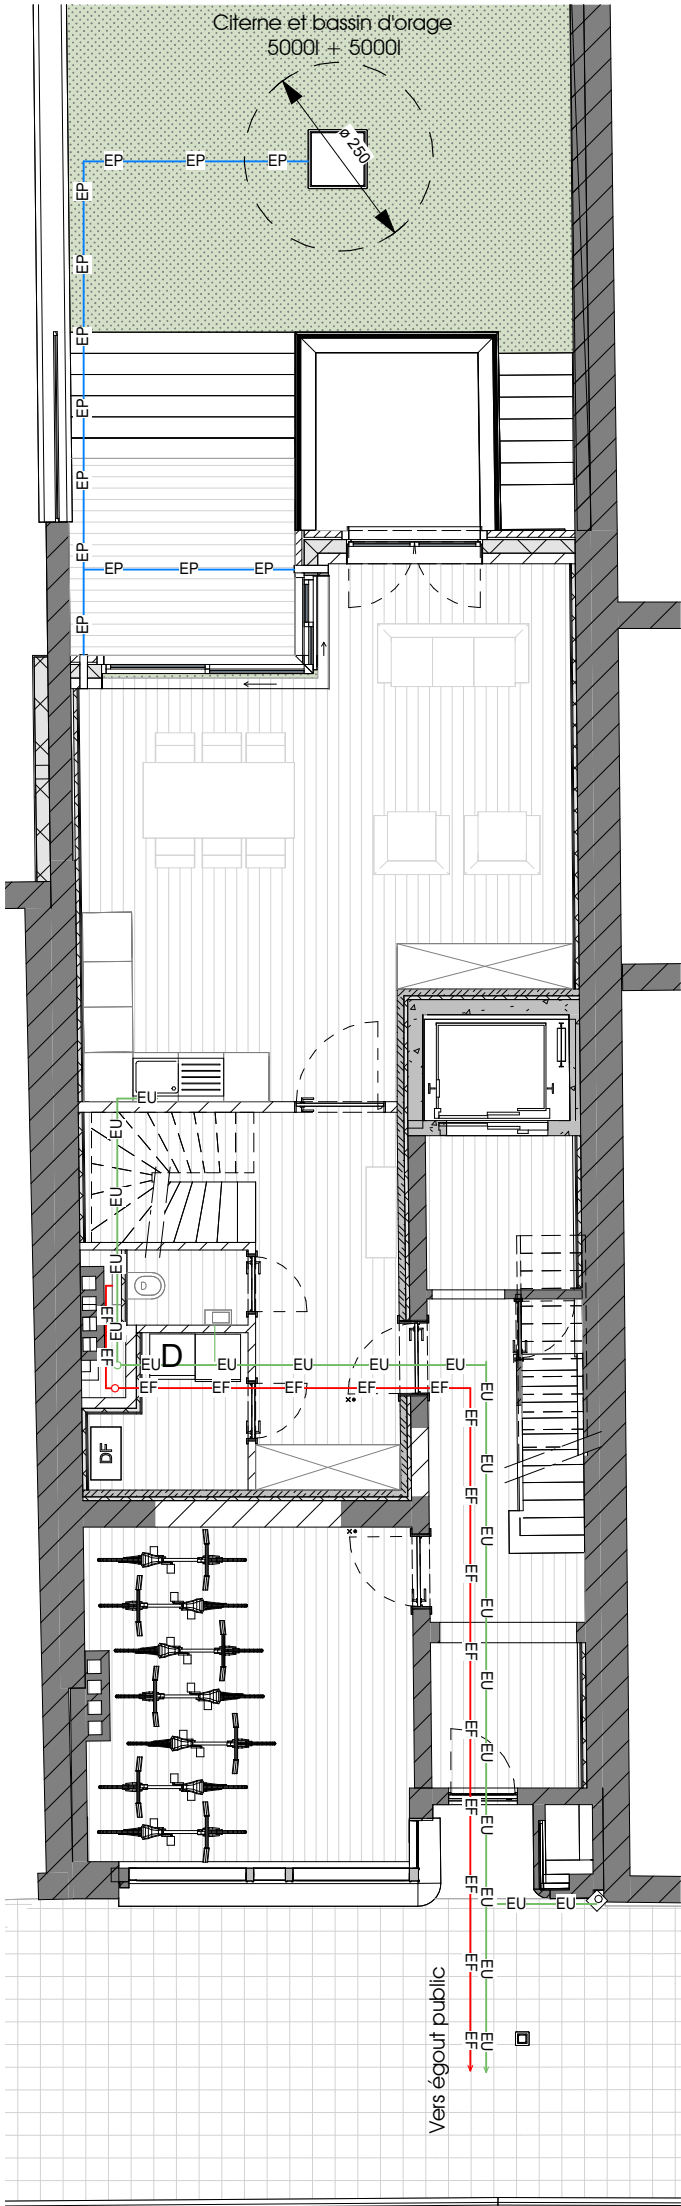 Citerne et bassin d'orage
5000l + 5000l
ø 250
EP EP EP
EP
EP
EP
EP
EP
EP
EP EP EP
EP
EU
EU
EU
EU
EF
EU
EF
D
EU EU EU EU EU
EF EF EF EF EF
DF
EU
EF
EU
EF
EU
EF
EU
EF
EU
EF
EU
EF
EU
EF
EU
EU EU
EF
EU
EF
EU
Vers égout public